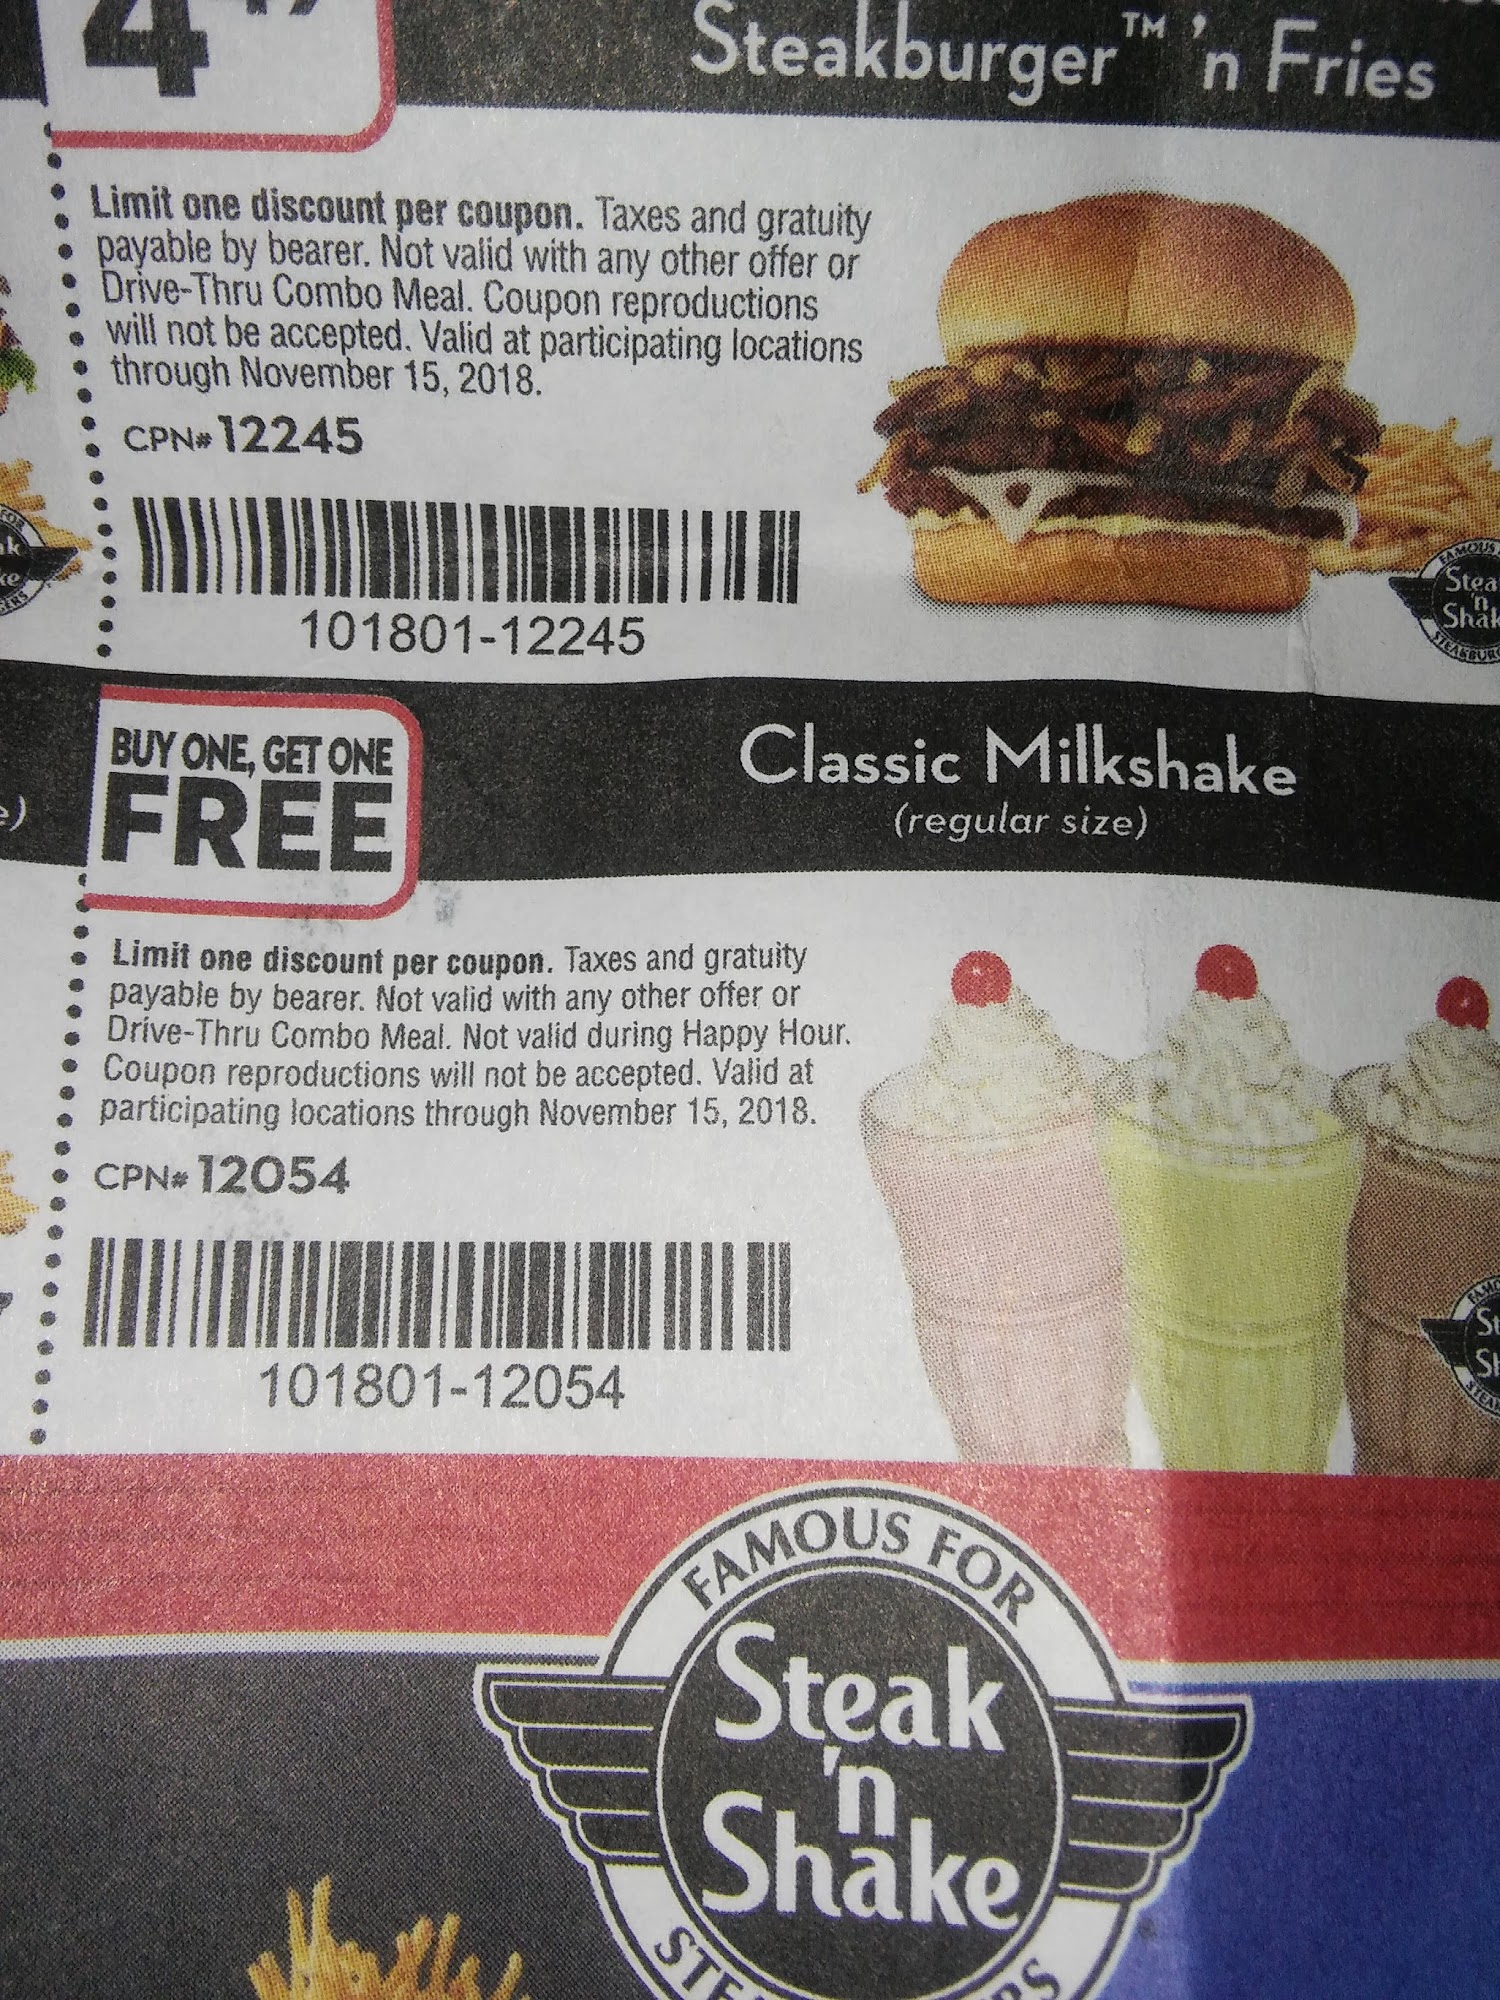 4
Steakburger™ 'n Fries
Limit one discount per coupon. Taxes and gratuity
payable by bearer. Not valid with any other offer or
Drive-Thru Combo Meal. Coupon reproductions
will not be accepted. Valid at participating locations
through November 15, 2018.
CPN# 12245
101801-12245
FAMOUS
Steak
'n
Shake
BUY ONE, GET ONE
FREE
Classic Milkshake
(regular size)
Limit one discount per coupon. Taxes and gratuity
payable by bearer. Not valid with any other offer or
Drive-Thru Combo Meal. Not valid during Happy Hour.
Coupon reproductions will not be accepted. Valid at
participating locations through November 15, 2018.
CPN# 12054
101801-12054
FAMOUS FOR
Steak
'n
Shake